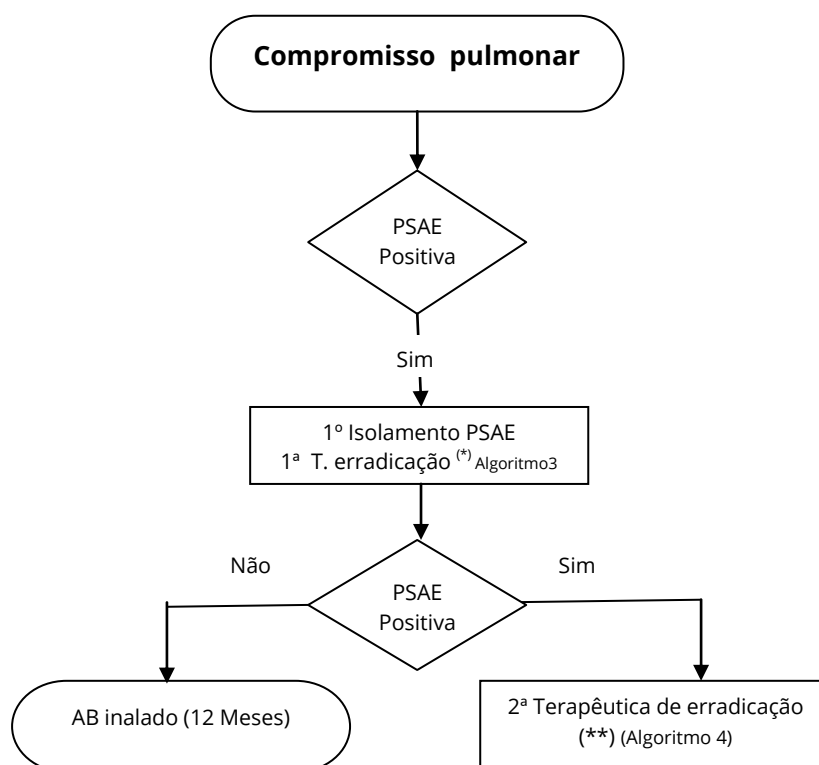 Compromisso pulmonar
PSAE
Positiva
Sim
1º Isolamento PSAE
1ª T. erradicação (*) Algoritmo3
Não
PSAE
Positiva
Sim
AB inalado (12 Meses)
2ª Terapêutica de erradicação
(**) (Algoritmo 4)